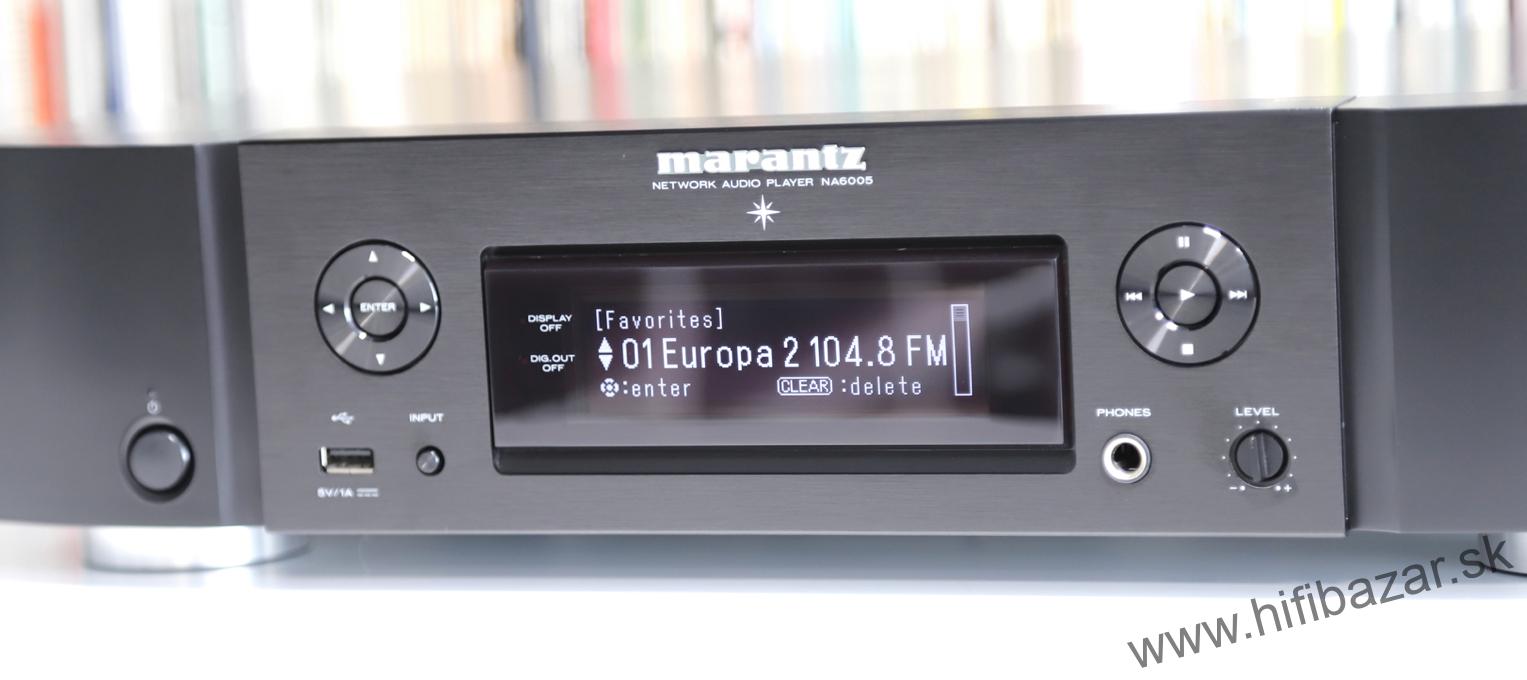 marantz
NETWORK AUDIO PLAYER NA6005
ENTER
DISPLAY
OFF
DIG.OUT
OFF
[Favorites]
01 Europa 2 104.8 FM
:enter CLEAR :delete
INPUT
5V/1A
PHONES
LEVEL
- +
www.hifibazar.sk